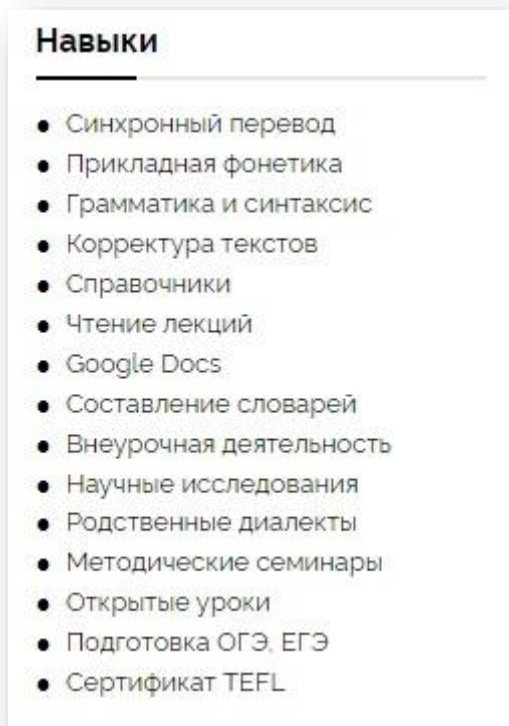 Навыки
Синхронный перевод
Прикладная фонетика
Грамматика и синтаксис
Корректура текстов
Справочники
Чтение лекций
Google Docs
Составление словарей
Внеурочная деятельность
Научные исследования
Родственные диалекты
Методические семинары
Открытые уроки
Подготовка ОГЭ, ЕГЭ
Сертификат TEFL